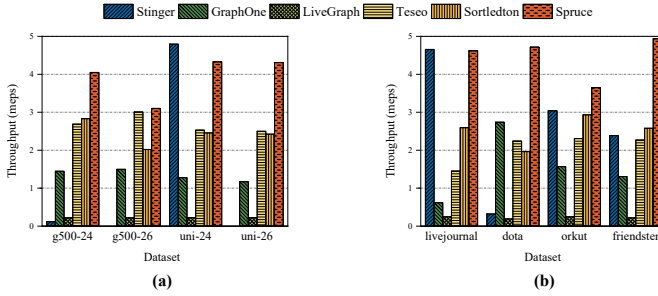 Stinger GraphOne LiveGraph Teseo Sortledton Spruce
Throughput (meps)
5
4
3
2
1
0
g500-24 g500-26 uni-24 uni-26
Dataset
(a)
Throughput (meps)
5
4
3
2
1
0
livejournal dota orkut friendster
Dataset
(b)